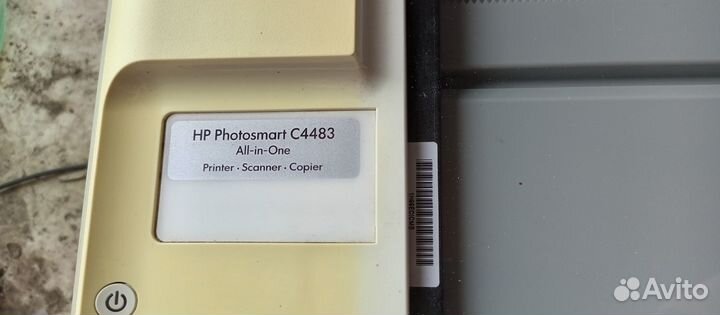 HP Photosmart C4483
All-in-One
Printer · Scanner · Copier
Avito